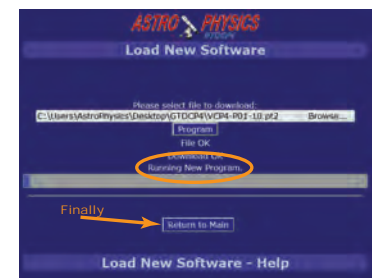 ASTRO PHYSICS
GTOCP4
Load New Software
Please select file to download:
C:\Users\AstroPhysics\Desktop\GTOCP4\VCP4-P01-10.pt2 Browse...
Program
File OK
Download OK
Running New Program.
Finally
Return to Main
Load New Software - Help